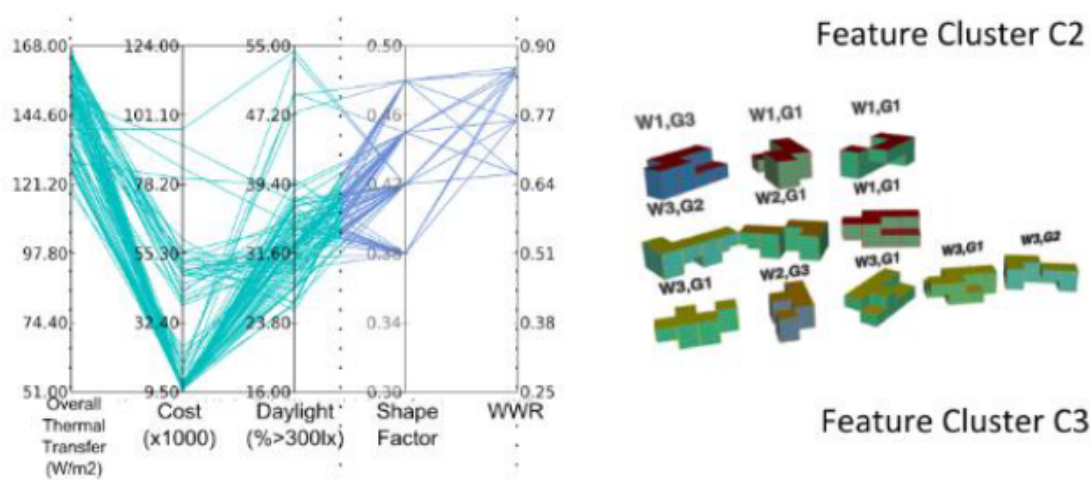 Feature Cluster C2
168.00 124.00 55.00 0.50 0.90
144.60 101.10 47.20 0.46 0.77
121.20 78.20 39.40 0.42 0.64
97.80 55.30 31.60 0.38 0.51
74.40 32.40 23.80 0.34 0.38
51.00 9.50 16.00 0.30 0.25
Overall
Thermal
Transfer
(W/m2)
Cost
(x1000)
Daylight
(%>300lx)
Shape
Factor
WWR
W1,G3 W1,G1 W1,G1
W3,G2 W2,G1 W1,G1
W3,G1 W2,G3 W3,G1 W3,G1 W3,G2
Feature Cluster C3